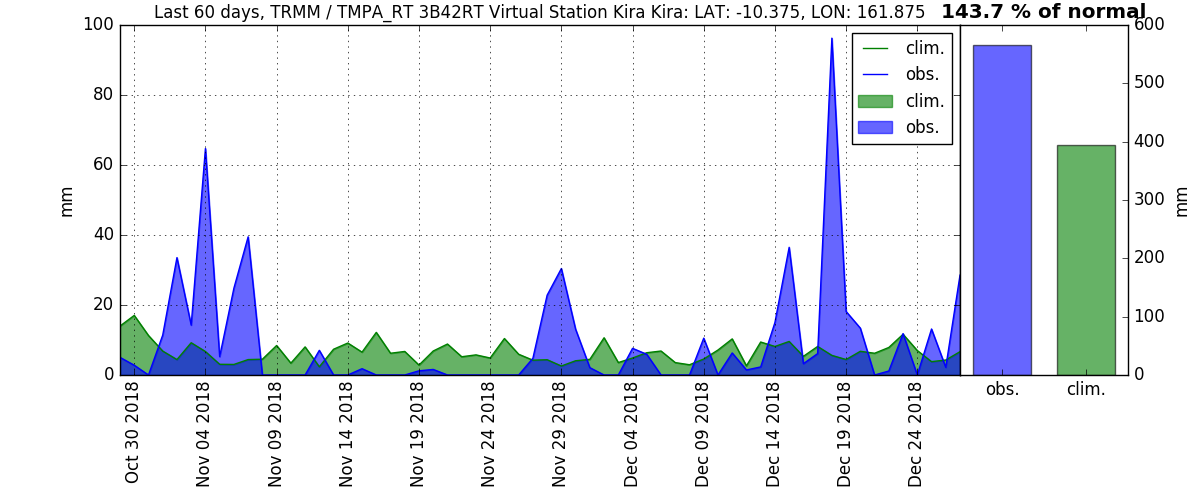 Last 60 days, TRMM / TMPA_RT 3B42RT Virtual Station Kira Kira: LAT: -10.375, LON: 161.875 143.7 % of normal
100
80
60
40
20
0
mm
clim.
obs.
clim.
obs.
600
500
400
300
200
100
0
mm
Oct 30 2018
Nov 04 2018
Nov 09 2018
Nov 14 2018
Nov 19 2018
Nov 24 2018
Nov 29 2018
Dec 04 2018
Dec 09 2018
Dec 14 2018
Dec 19 2018
Dec 24 2018
obs. clim.